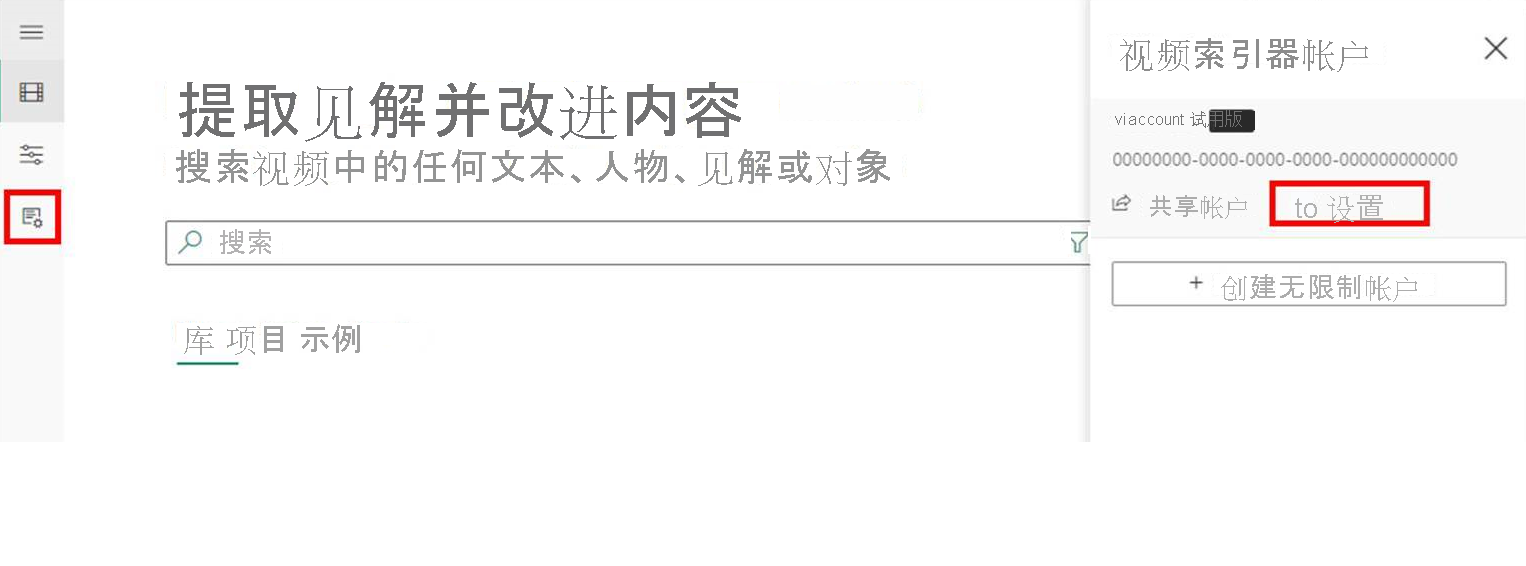 提取见解并改进内容
搜索视频中的任何文本、人物、见解或对象
搜索
库 项目 示例
视频索引器帐户
viaccount 试用版
00000000-0000-0000-0000-000000000000
共享帐户 to 设置
+ 创建无限制帐户